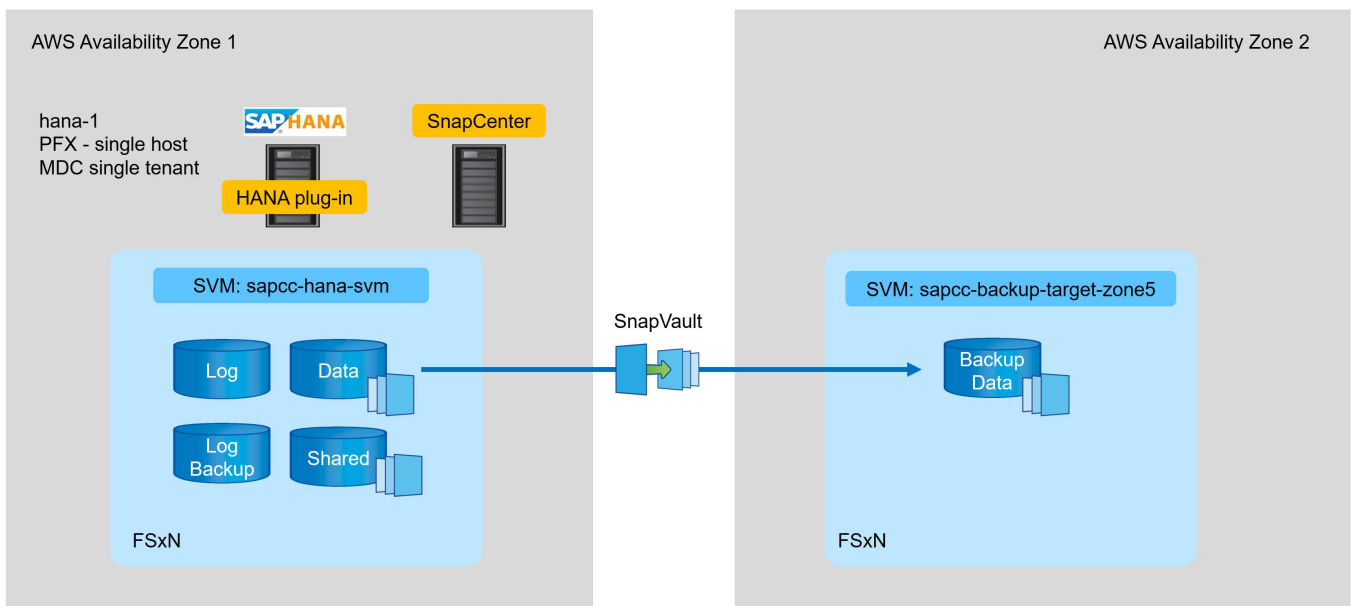 AWS Availability Zone 1
AWS Availability Zone 2
hana-1
PFX - single host
MDC single tenant
SAP HANA
SnapCenter
HANA plug-in
SVM: sapcc-hana-svm
Log
Data
Log
Backup
Shared
FSxN
SnapVault
SVM: sapcc-backup-target-zone5
Backup
Data
FSxN